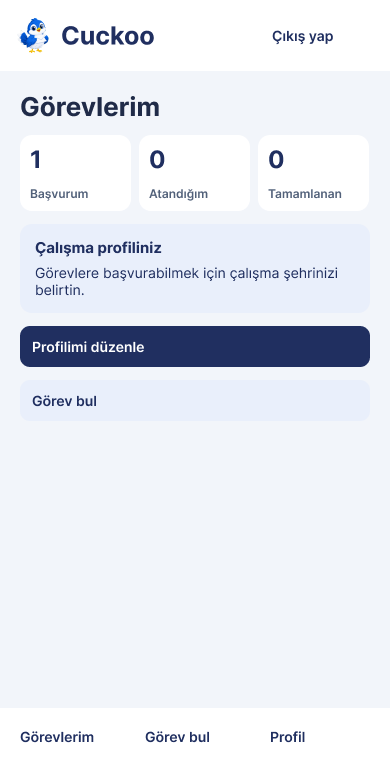 Cuckoo
Çıkış yap
Görevlerim
1
0
0
Başvurum
Atandığım
Tamamlanan
Çalışma profiliniz
Görevlere başvurabilmek için çalışma şehrinizi
belirtin.
Profilimi düzenle
Görev bul
Görevlerim
Görev bul
Profil